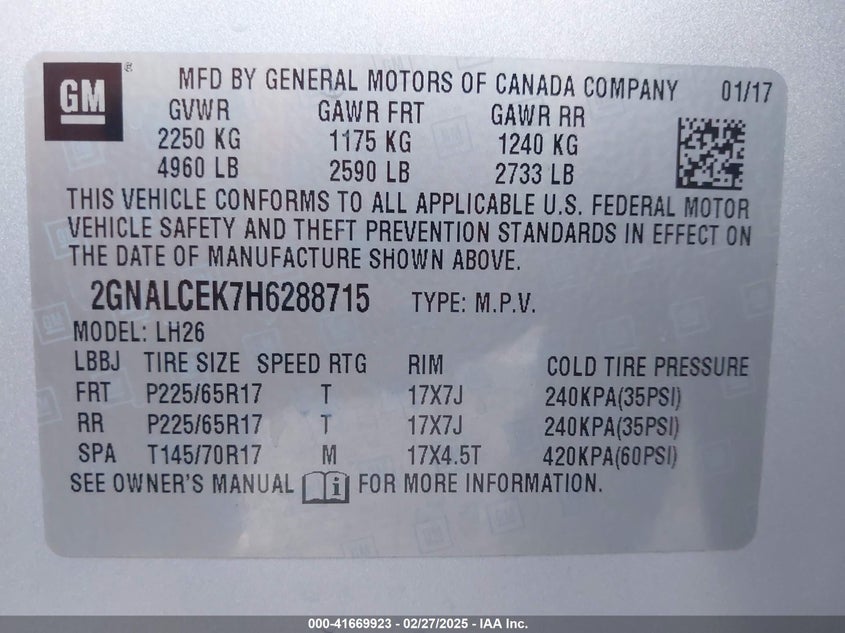 GM ®
MFD BY GENERAL MOTORS OF CANADA COMPANY 01/17
GVWR GAWR FRT GAWR RR
2250 KG 1175 KG 1240 KG
4960 LB 2590 LB 2733 LB
THIS VEHICLE CONFORMS TO ALL APPLICABLE U.S. FEDERAL MOTOR
VEHICLE SAFETY AND THEFT PREVENTION STANDARDS IN EFFECT ON
THE DATE OF MANUFACTURE SHOWN ABOVE.
2GNALCEK7H6288715 TYPE: M.P.V.
MODEL: LH26
LBBJ TIRE SIZE SPEED RTG RIM COLD TIRE PRESSURE
FRT P225/65R17 T 17X7J 240KPA(35PSI)
RR P225/65R17 T 17X7J 240KPA(35PSI)
SPA T145/70R17 M 17X4.5T 420KPA(60PSI)
SEE OWNER'S MANUAL i FOR MORE INFORMATION.
000-41669923 - 02/27/2025 - IAA Inc.